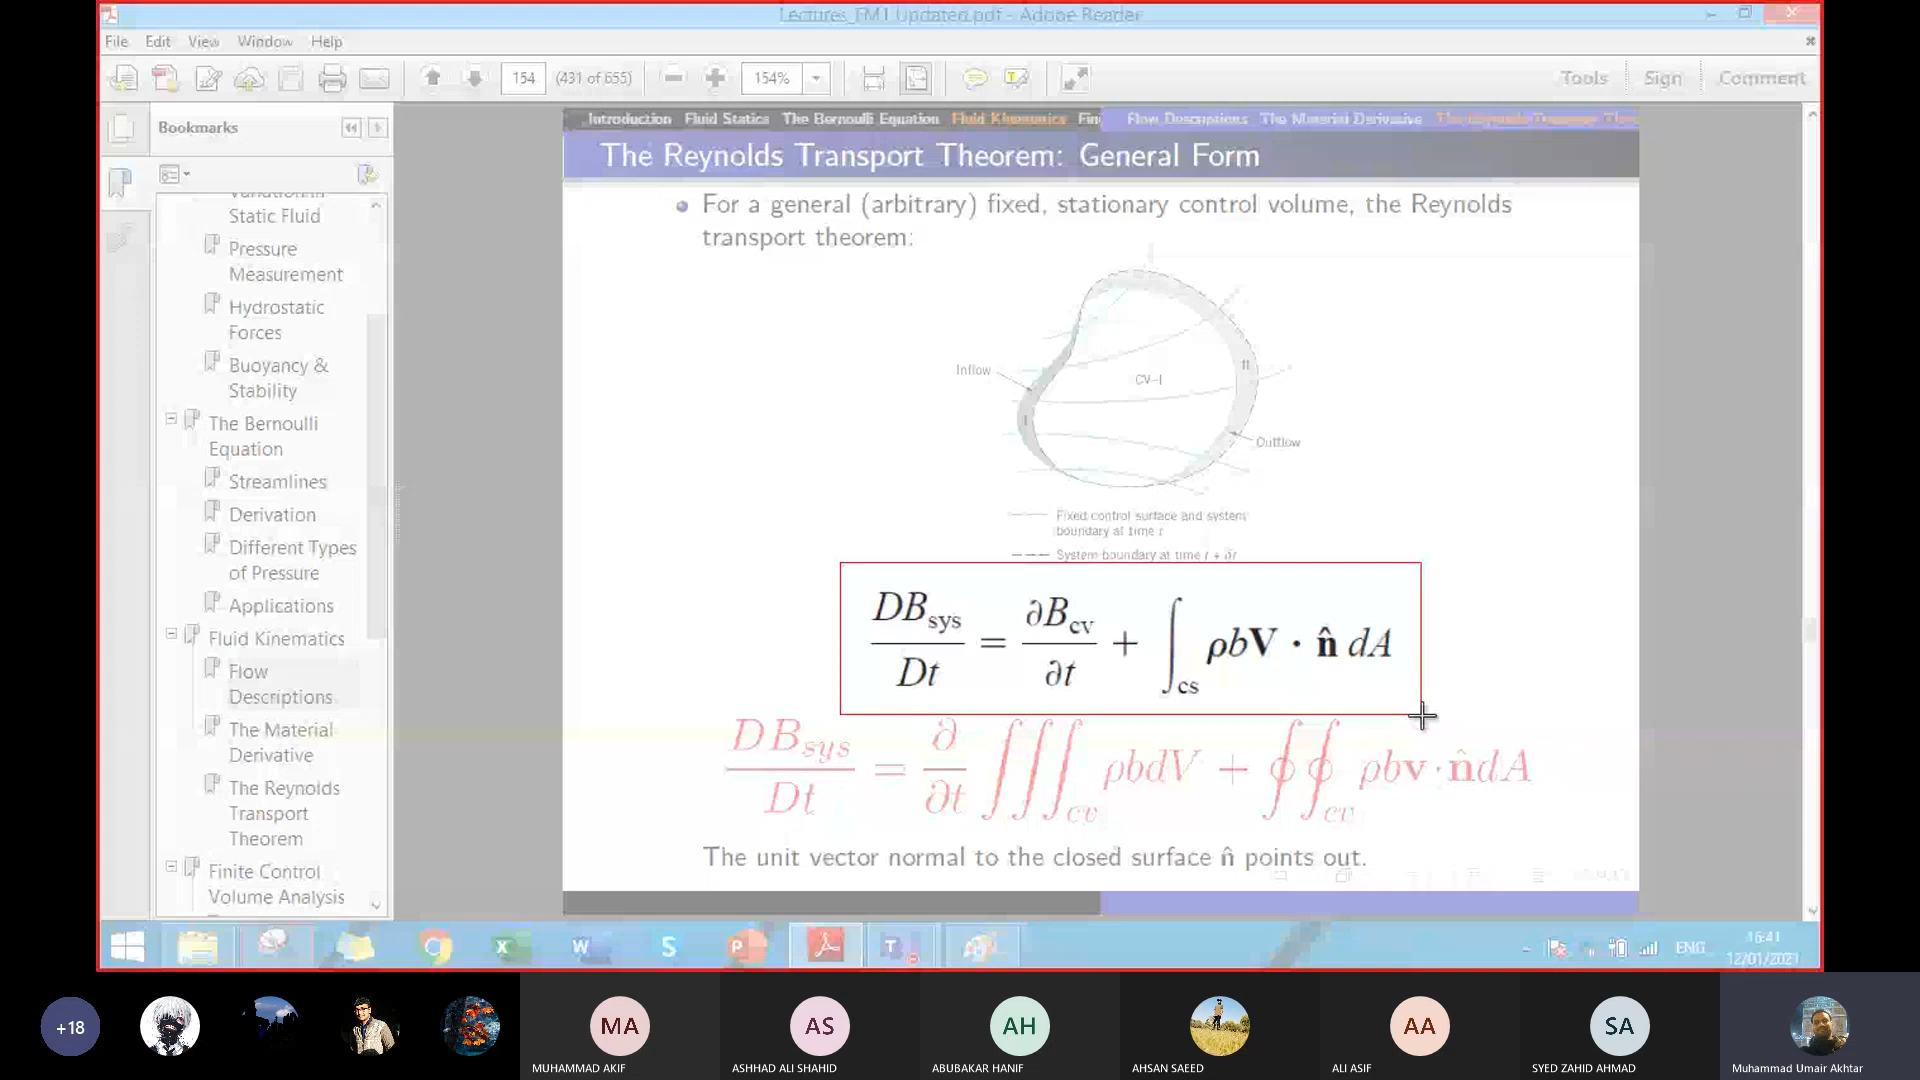 Lectures_FM1 Updated.pdf - Adobe Reader
File Edit View Window Help
154 (431 of 655) 154% Tools Sign Comment
Bookmarks
Static Fluid
Pressure
Measurement
Hydrostatic
Forces
Buoyancy &
Stability
The Bernoulli
Equation
Streamlines
Derivation
Different Types
of Pressure
Applications
Fluid Kinematics
Flow
Descriptions
The Material
Derivative
The Reynolds
Transport
Theorem
Finite Control
Volume Analysis
Introduction Fluid Statics The Bernoulli Equation Fluid Kinematics Fin
Flow Descriptions The Material Derivative The Reynolds Transport Theo
The Reynolds Transport Theorem: General Form
For a general (arbitrary) fixed, stationary control volume, the Reynolds
transport theorem:
Inflow
CV–I
I
II
Outflow
Fixed control surface and system
boundary at time t
System boundary at time t + δt
DB_sys/Dt = ∂B_cv/∂t + ∫_cs ρbV · n̂ dA
DB_sys/Dt = ∂/∂t ∭_cv ρbdV + ∯_cv ρbv·n̂dA
The unit vector normal to the closed surface n̂ points out.
ENG
16:41
12/01/2021
+18
MA
AS
AH
AA
SA
MUHAMMAD AKIF
ASHHAD ALI SHAHID
ABUBAKAR HANIF
AHSAN SAEED
ALI ASIF
SYED ZAHID AHMAD
Muhammad Umair Akhtar